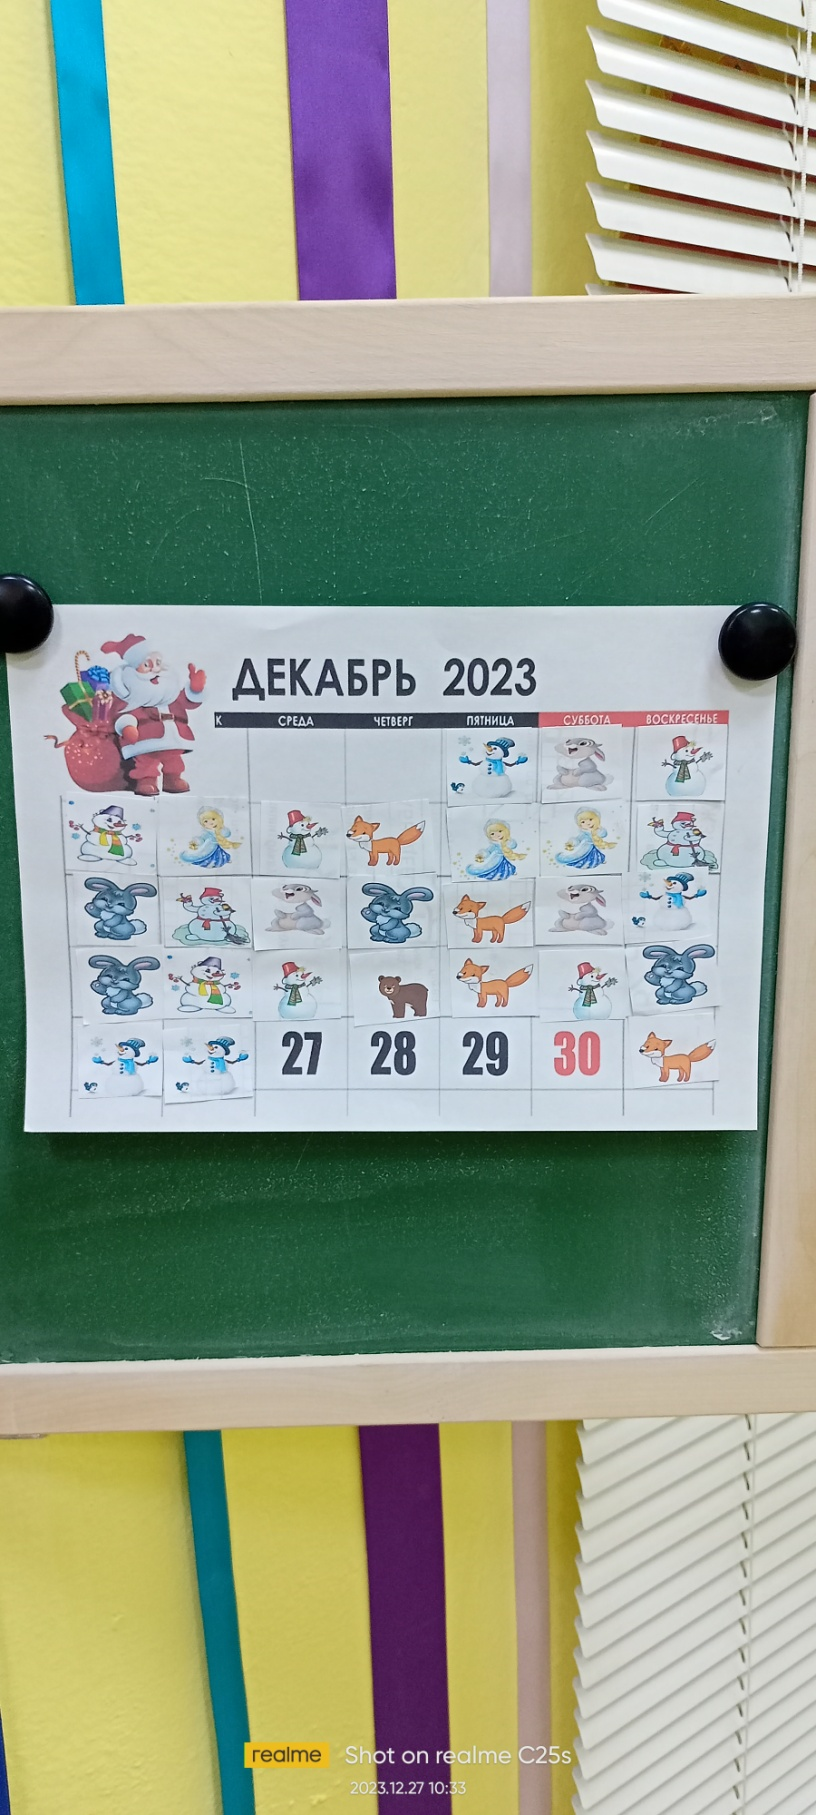 ДЕКАБРЬ 2023
К СРЕДА ЧЕТВЕРГ ПЯТНИЦА СУББОТА ВОСКРЕСЕНЬЕ
27 28 29 30
realme Shot on realme C25s
2023.12.27 10:33